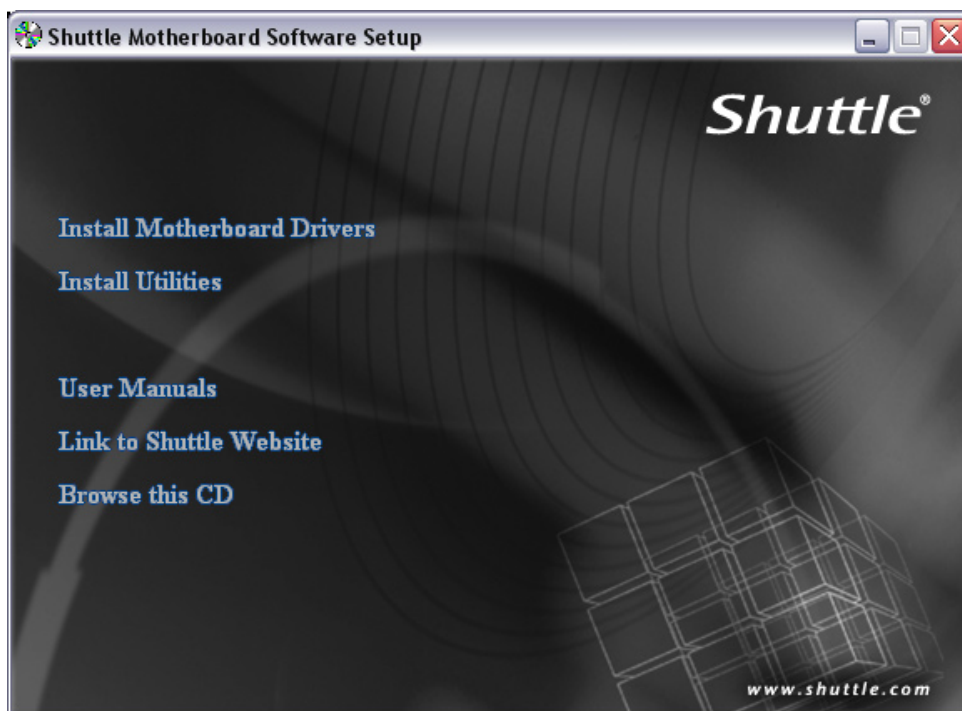 Shuttle Motherboard Software Setup
Shuttle®
Install Motherboard Drivers
Install Utilities
User Manuals
Link to Shuttle Website
Browse this CD
www.shuttle.com